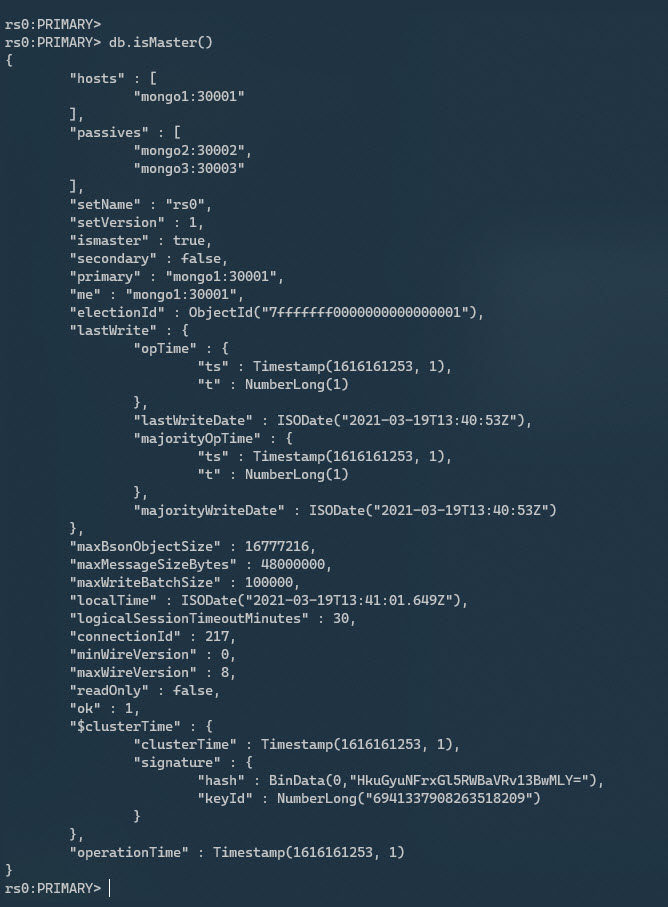 rs0:PRIMARY>
rs0:PRIMARY> db.isMaster()
{
        "hosts" : [
                "mongo1:30001"
        ],
        "passives" : [
                "mongo2:30002",
                "mongo3:30003"
        ],
        "setName" : "rs0",
        "setVersion" : 1,
        "ismaster" : true,
        "secondary" : false,
        "primary" : "mongo1:30001",
        "me" : "mongo1:30001",
        "electionId" : ObjectId("7fffffff0000000000000001"),
        "lastWrite" : {
                "opTime" : {
                        "ts" : Timestamp(1616161253, 1),
                        "t" : NumberLong(1)
                },
                "lastWriteDate" : ISODate("2021-03-19T13:40:53Z"),
                "majorityOpTime" : {
                        "ts" : Timestamp(1616161253, 1),
                        "t" : NumberLong(1)
                },
                "majorityWriteDate" : ISODate("2021-03-19T13:40:53Z")
        },
        "maxBsonObjectSize" : 16777216,
        "maxMessageSizeBytes" : 48000000,
        "maxWriteBatchSize" : 100000,
        "localTime" : ISODate("2021-03-19T13:41:01.649Z"),
        "logicalSessionTimeoutMinutes" : 30,
        "connectionId" : 217,
        "minWireVersion" : 0,
        "maxWireVersion" : 8,
        "readOnly" : false,
        "ok" : 1,
        "$clusterTime" : {
                "clusterTime" : Timestamp(1616161253, 1),
                "signature" : {
                        "hash" : BinData(0,"HkuGyuNFrxGl5RWBaVRv13BwMLY="),
                        "keyId" : NumberLong("6941337908263518209")
                }
        },
        "operationTime" : Timestamp(1616161253, 1)
}
rs0:PRIMARY>